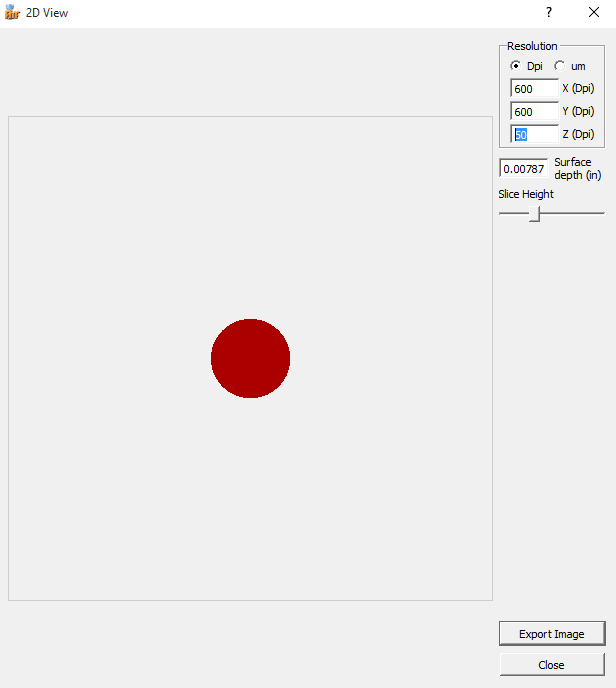 2D View
?
Resolution
Dpi
um
600 X (Dpi)
600 Y (Dpi)
50 Z (Dpi)
0.00787 Surface
depth (in)
Slice Height
Export Image
Close